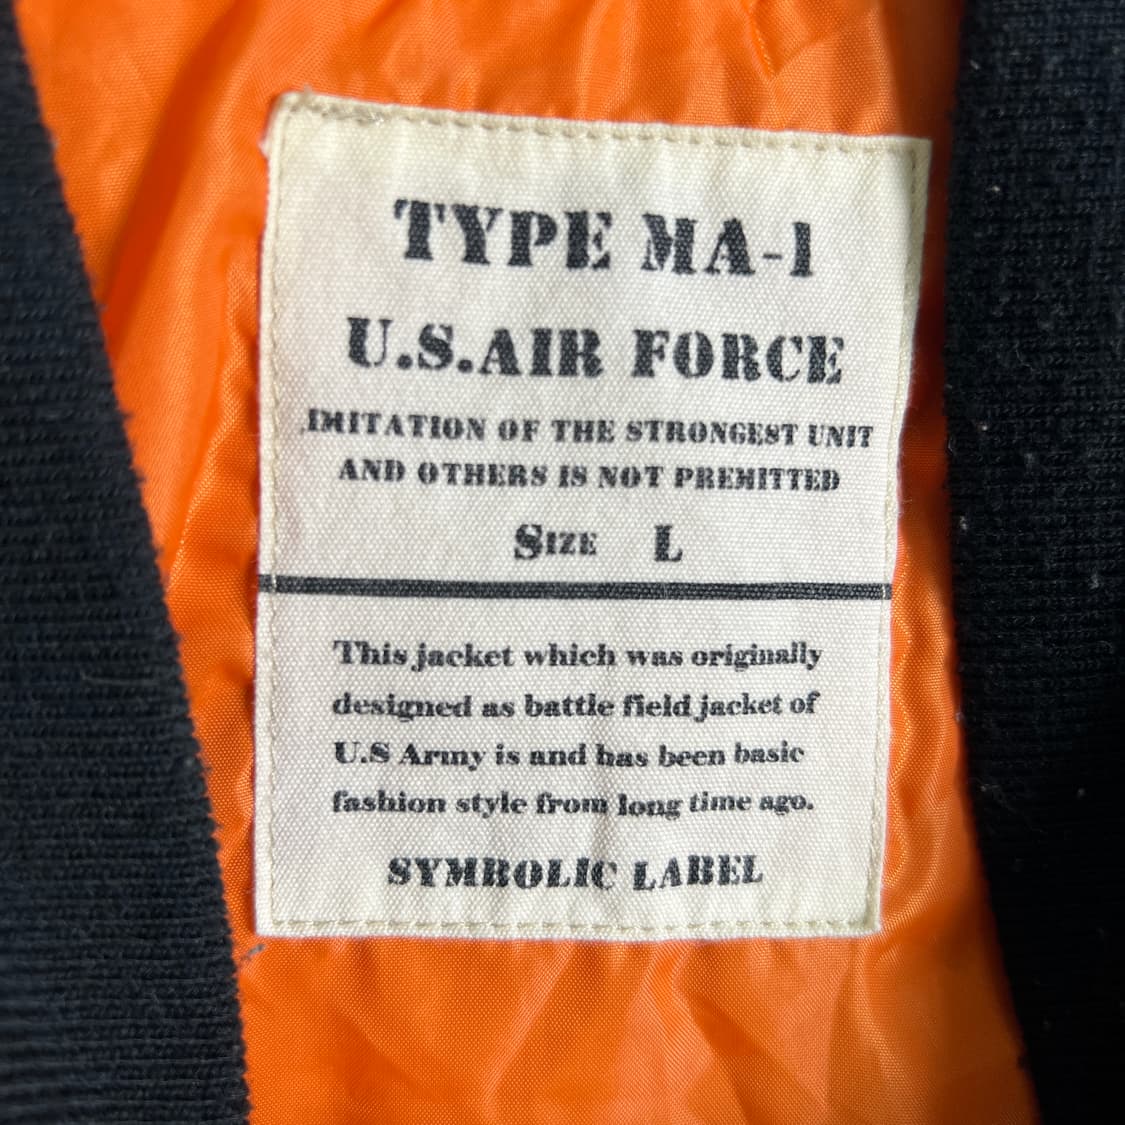 TYPE MA-1
U.S.AIR FORCE
IMITATION OF THE STRONGEST UNIT
AND OTHERS IS NOT PREMITTED
SIZE L
This jacket which was originally
designed as battle field jacket of
U.S Army is and has been basic
fashion style from long time ago.
SYMBOLIC LABEL